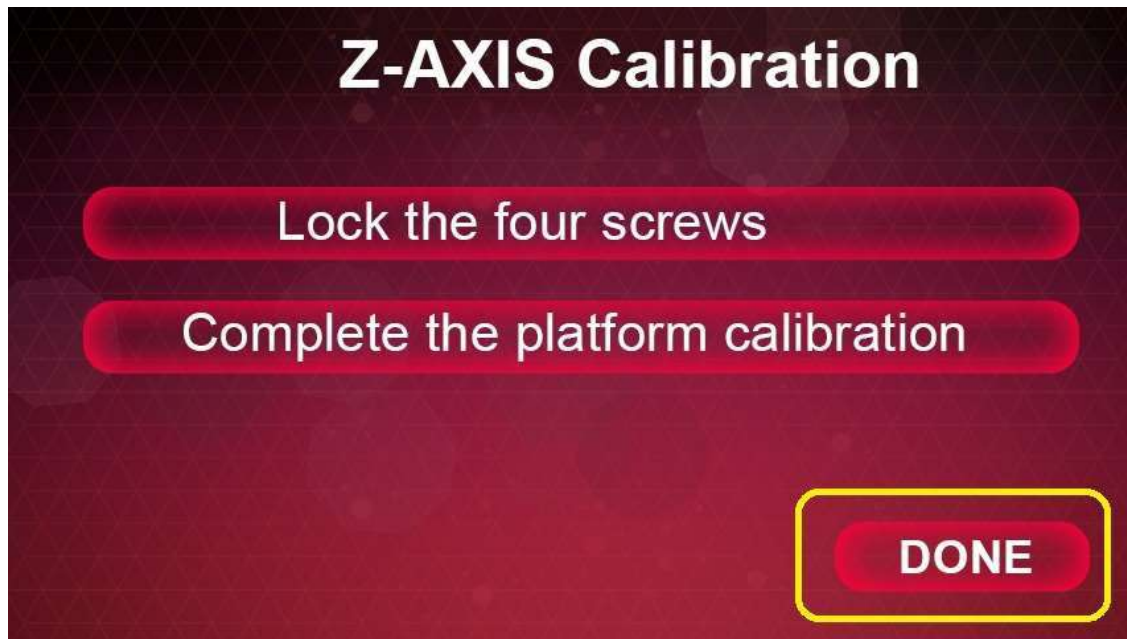 Z-AXIS Calibration
Lock the four screws
Complete the platform calibration
DONE